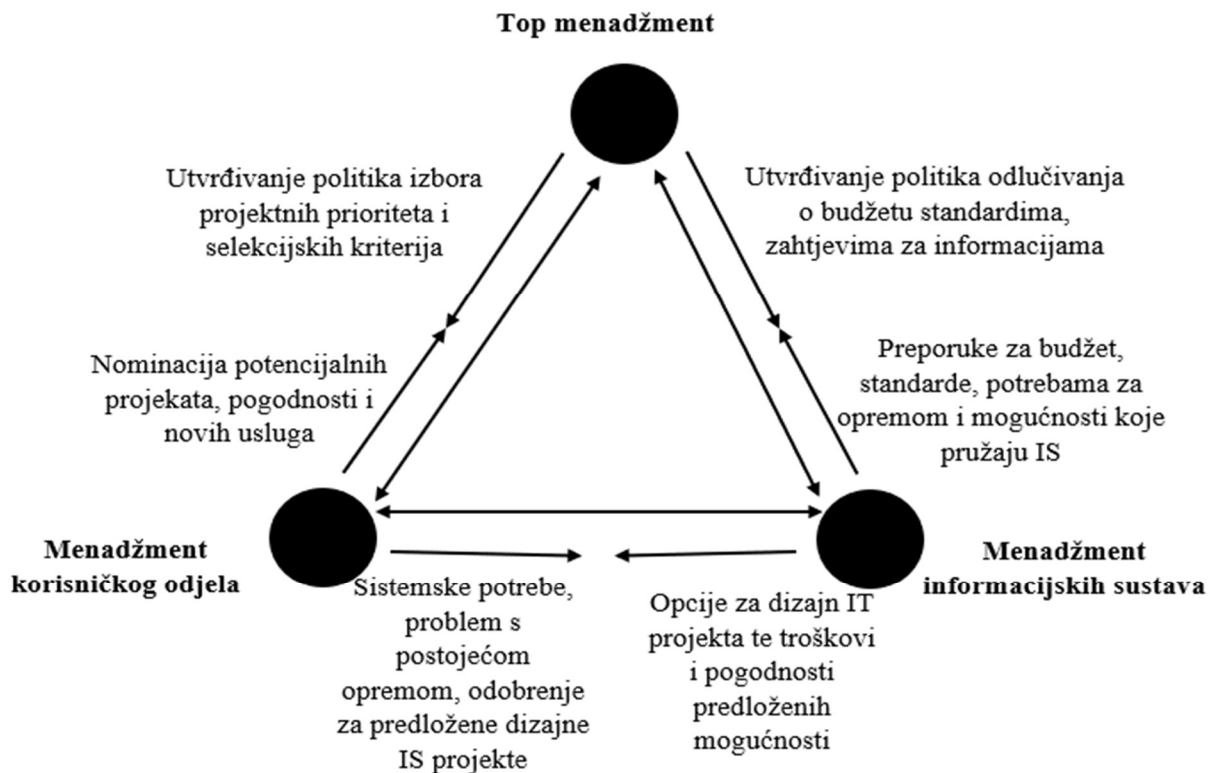 Top menadžment
Utvrđivanje politika izbora
projektnih prioriteta i
selekcijskih kriterija
Utvrđivanje politika odlučivanja
o budžetu standardima,
zahtjevima za informacijama
Nominacija potencijalnih
projekata, pogodnosti i
novih usluga
Preporuke za budžet,
standarde, potrebama za
opremom i mogućnosti koje
pružaju IS
Menadžment
korisničkog odjela
Menadžment
informacijskih sustava
Sistemske potrebe,
problem s
postojećom
opremom, odobrenje
za predložene dizajne
IS projekte
Opcije za dizajn IT
projekta te troškovi
i pogodnosti
predloženih
mogućnosti